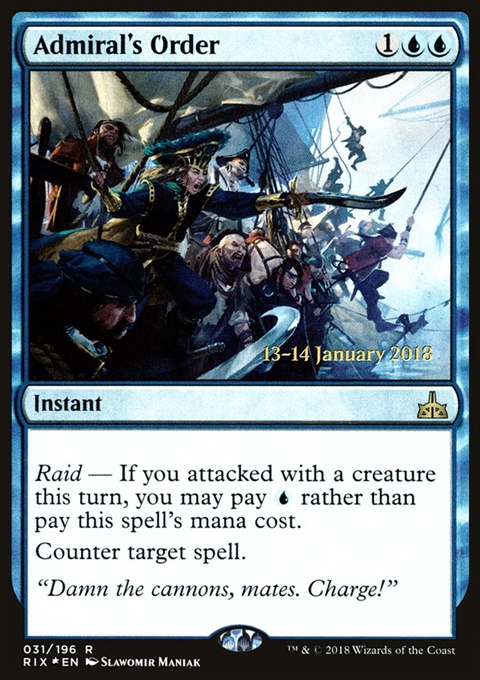 Admiral's Order 1
13-14 January 2018
Instant
Raid — If you attacked with a creature
this turn, you may pay rather than
pay this spell's mana cost.
Counter target spell.
“Damn the cannons, mates. Charge!”
031/196 R
RIX ★ EN Slawomir Maniak
™ & © 2018 Wizards of the Coast